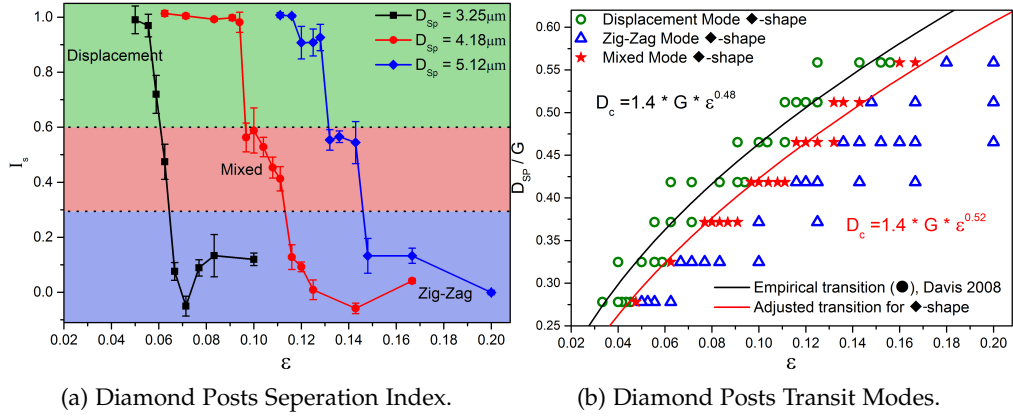 1.0
0.8
0.6
0.4
0.2
0.0
I_s
Displacement
Mixed
Zig-Zag
D_Sp = 3.25μm
D_Sp = 4.18μm
D_Sp = 5.12μm
0.02 0.04 0.06 0.08 0.10 0.12 0.14 0.16 0.18 0.20
ε
(a) Diamond Posts Seperation Index.
0.55
0.50
0.45
0.40
0.35
0.30
0.25
D_SP / G
Displacement Mode ◆-shape
Zig-Zag Mode ◆-shape
Mixed Mode ◆-shape
D_c =1.4 * G * ε^0.48
D_c =1.4 * G * ε^0.52
Empirical transition (●), Davis 2008
Adjusted transition for ◆-shape
0.02 0.04 0.06 0.08 0.10 0.12 0.14 0.16 0.18 0.20
ε
(b) Diamond Posts Transit Modes.